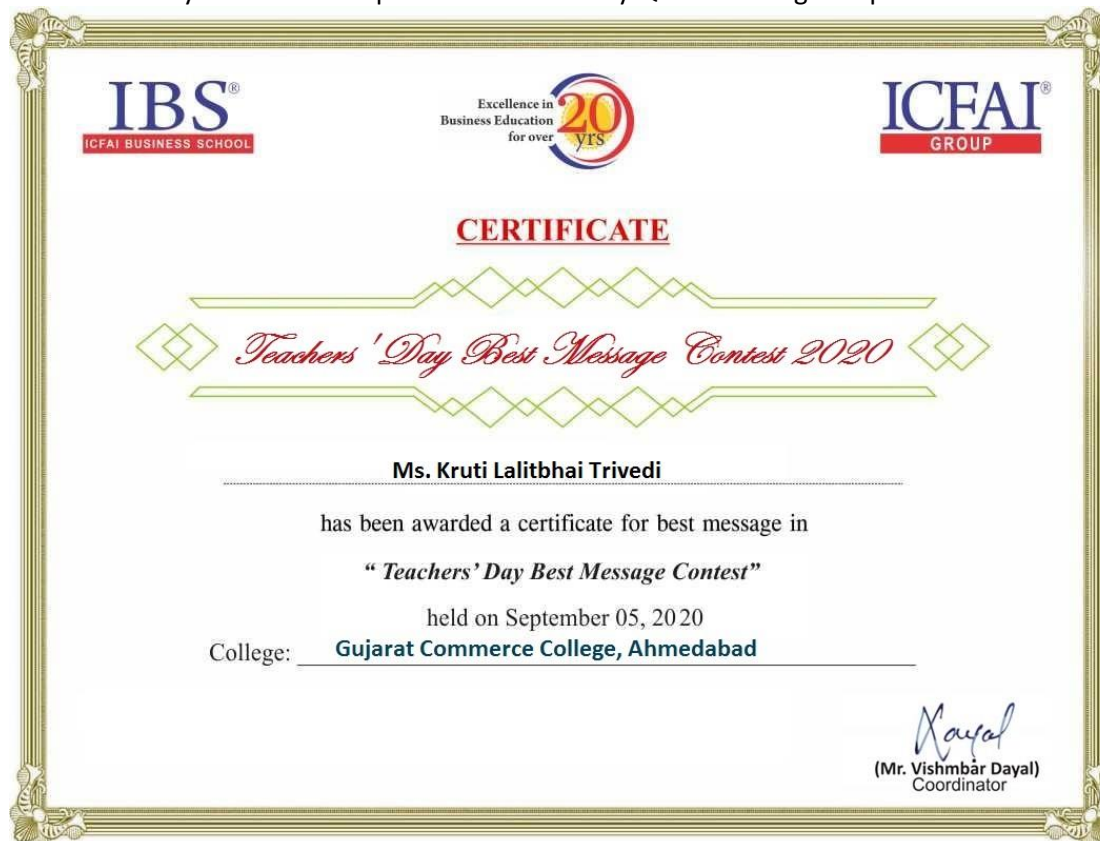 IBS®
ICFAI BUSINESS SCHOOL
Excellence in
Business Education
for over
20
yrs
ICFAI®
GROUP
CERTIFICATE
Teachers' Day Best Message Contest 2020
Ms. Kruti Lalitbhai Trivedi
has been awarded a certificate for best message in
“ Teachers’ Day Best Message Contest”
held on September 05, 2020
College: Gujarat Commerce College, Ahmedabad
Dayal
(Mr. Vishmbar Dayal)
Coordinator